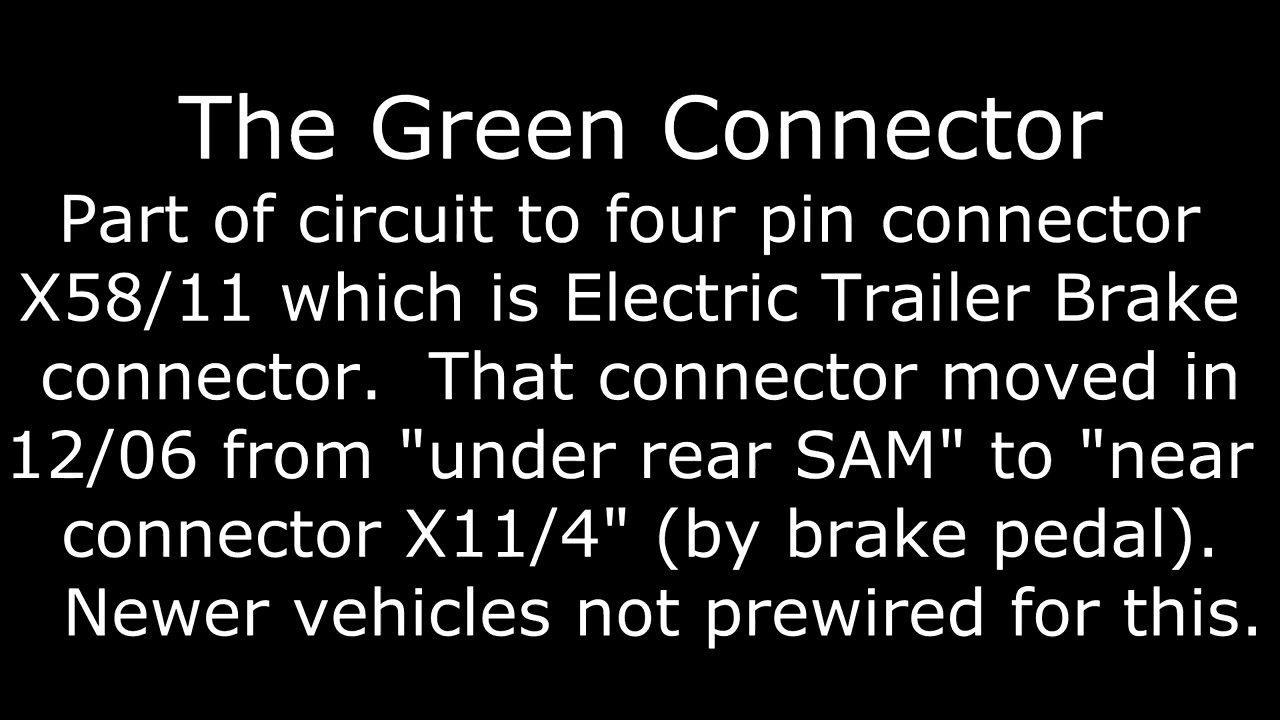 The Green Connector
Part of circuit to four pin connector
X58/11 which is Electric Trailer Brake
connector.  That connector moved in
12/06 from "under rear SAM" to "near
connector X11/4" (by brake pedal).
Newer vehicles not prewired for this.